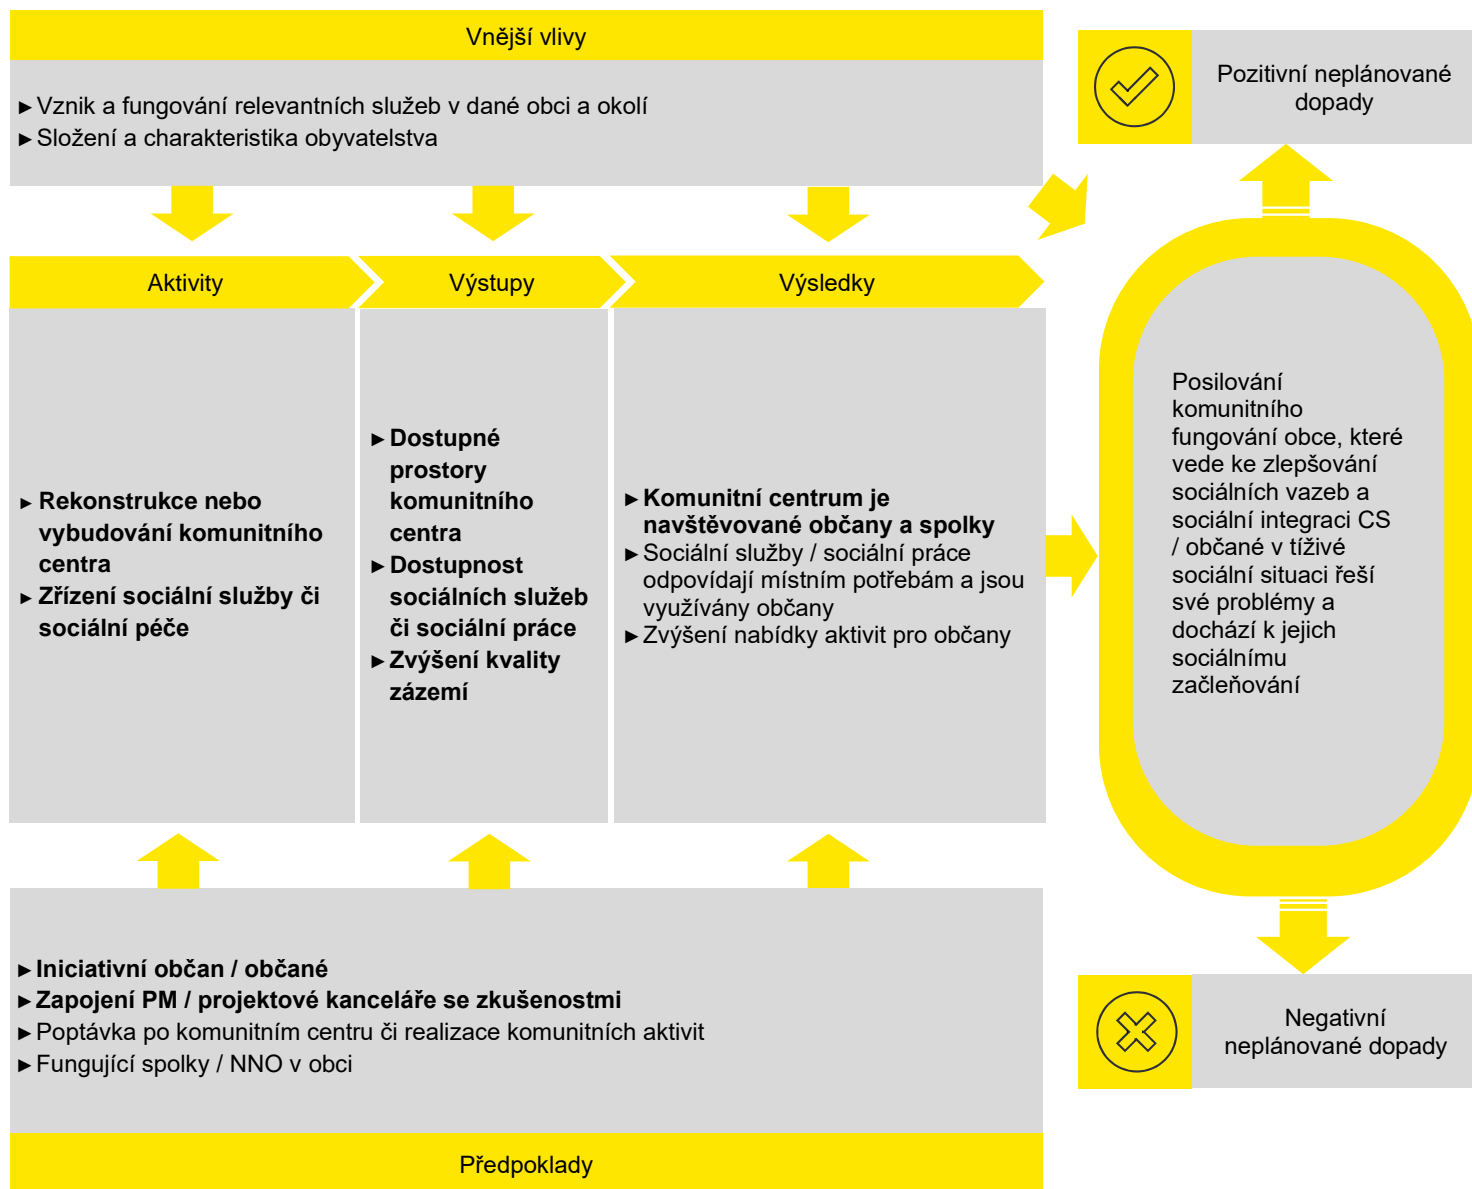 Vnější vlivy
►Vznik a fungování relevantních služeb v dané obci a okolí
►Složení a charakteristika obyvatelstva
Pozitivní neplánované
dopady
Aktivity
Výstupy
Výsledky
► Rekonstrukce nebo
vybudování komunitního
centra
► Zřízení sociální služby či
sociální péče
►Dostupné
prostory
komunitního
centra
►Dostupnost
sociálních služeb
či sociální práce
►Zvýšení kvality
zázemí
►Komunitní centrum je
navštěvované občany a spolky
►Sociální služby / sociální práce
odpovídají místním potřebám a jsou
využívány občany
►Zvýšení nabídky aktivit pro občany
Posilování
komunitního
fungování obce, které
vede ke zlepšování
sociálních vazeb a
sociální integraci CS
/ občané v tíživé
sociální situaci řeší
své problémy a
dochází k jejich
sociálnímu
začleňování
►Iniciativní občan / občané
►Zapojení PM / projektové kanceláře se zkušenostmi
►Poptávka po komunitním centru či realizace komunitních aktivit
►Fungující spolky / NNO v obci
Předpoklady
Negativní
neplánované dopady